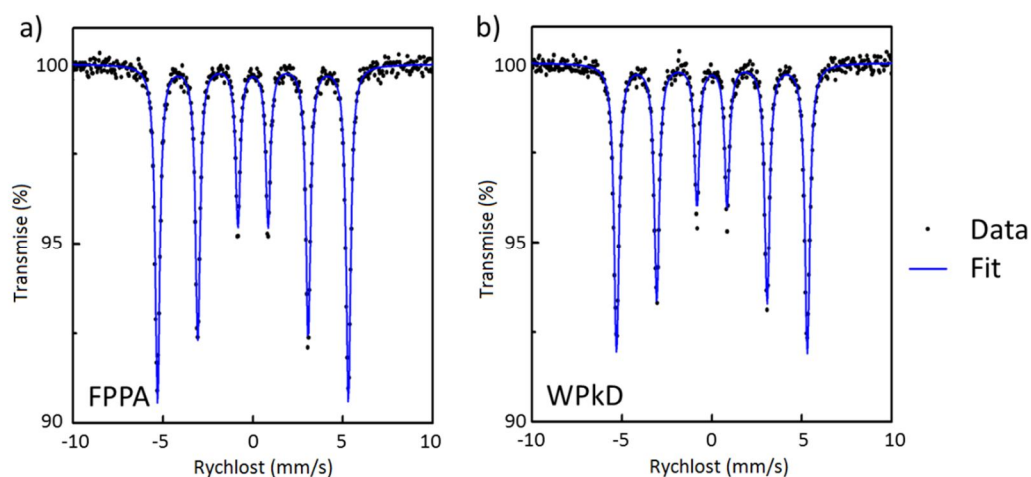 a)
100
95
90
Transmise (%)
FPPA
-10 -5 0 5 10
Rychlost (mm/s)
b)
100
95
90
Transmise (%)
WPkD
-10 -5 0 5 10
Rychlost (mm/s)
Data
Fit